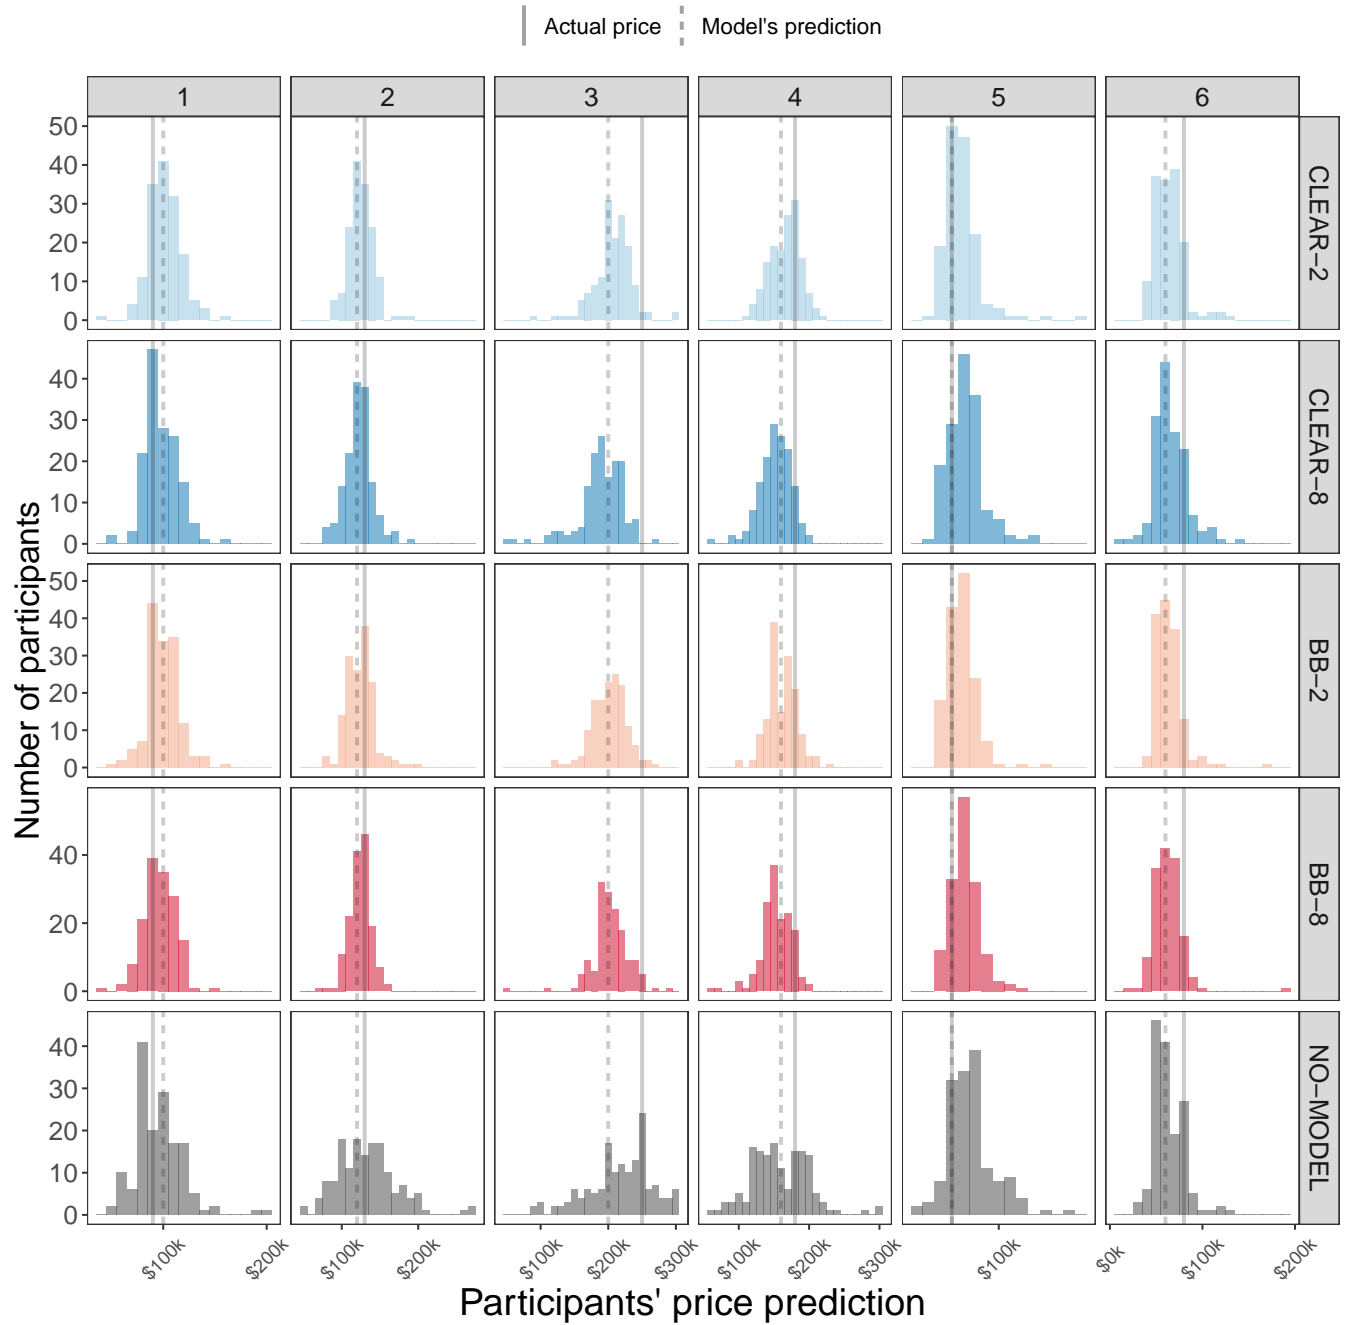 Actual price Model's prediction
1 2 3 4 5 6
50
40
30
20
10
0
CLEAR−2
40
30
20
10
0
CLEAR−8
50
40
30
20
10
0
BB−2
40
20
0
BB−8
40
30
20
10
0
NO−MODEL
Number of participants
$100k $200k $100k $200k $100k $200k $300k $100k $200k $300k $100k $0k $100k $200k
Participants' price prediction